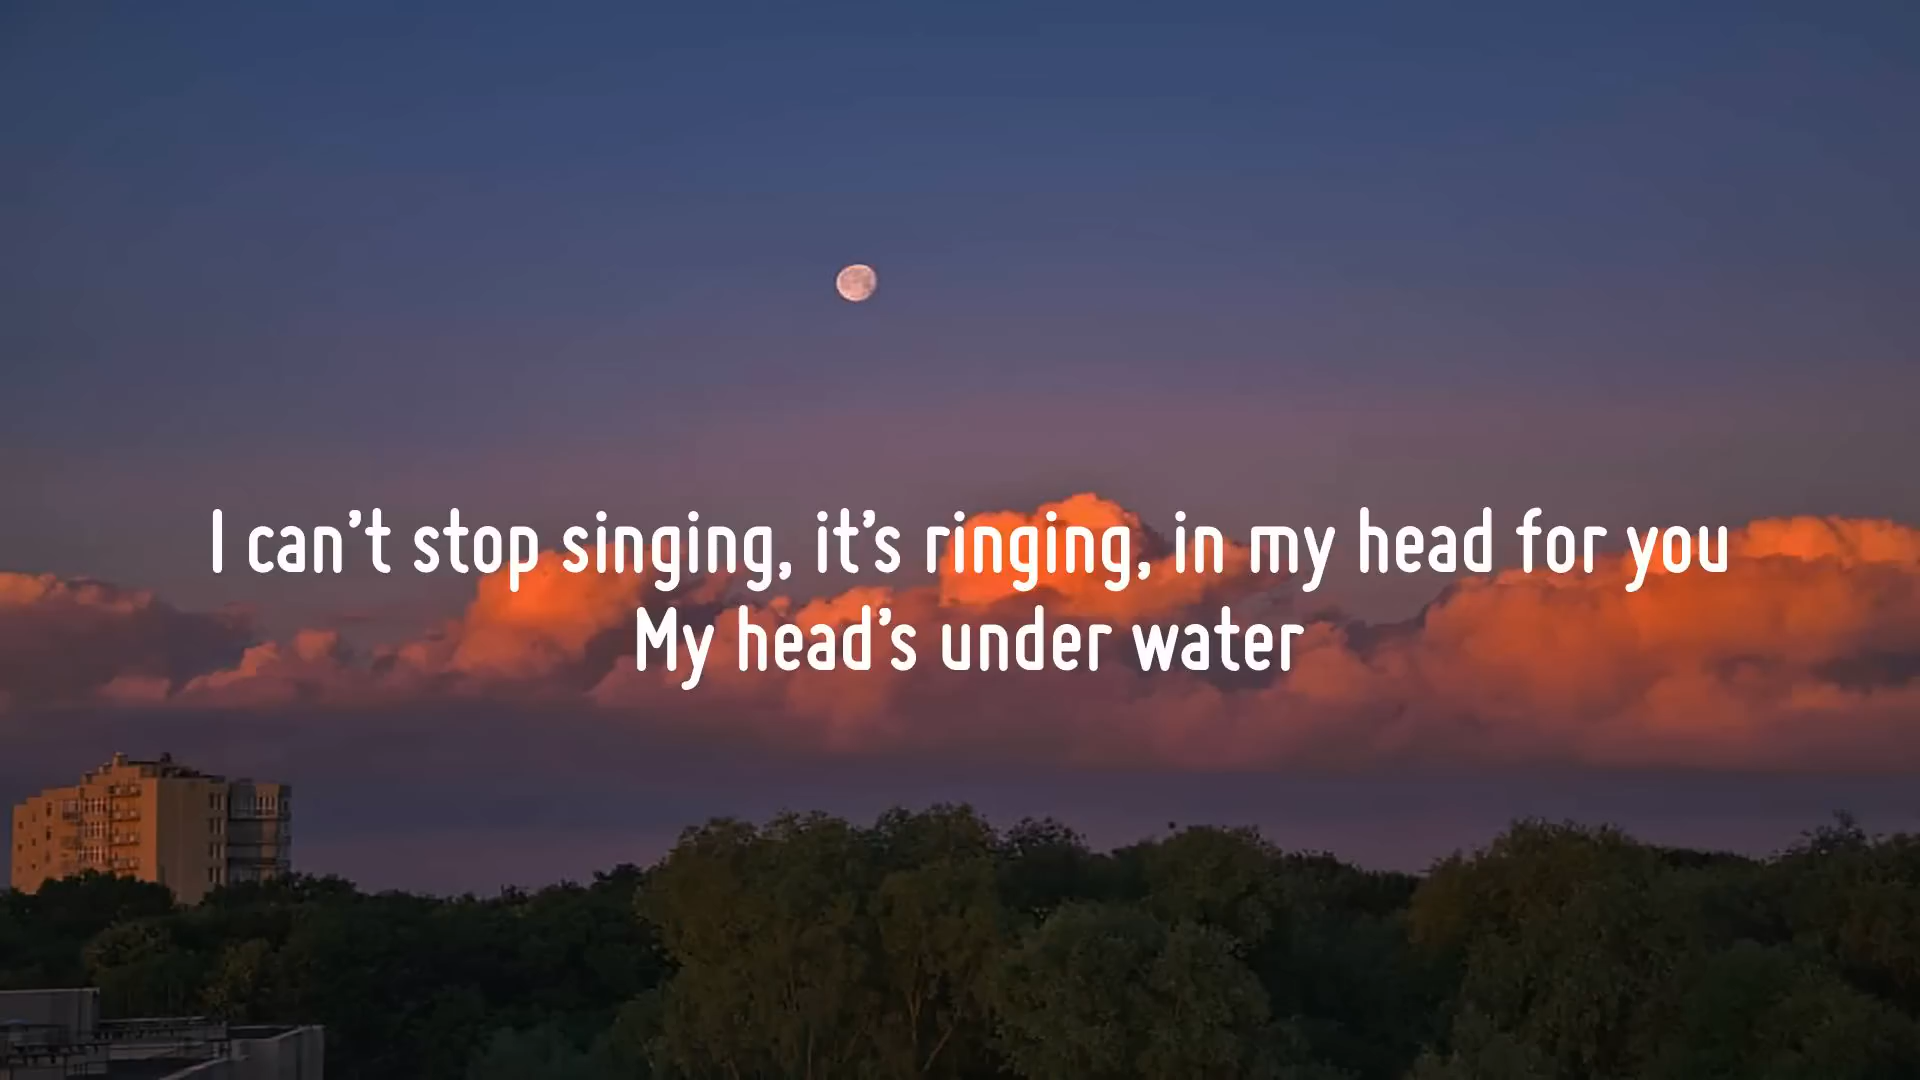 I can’t stop singing, it’s ringing, in my head for you
My head’s under water